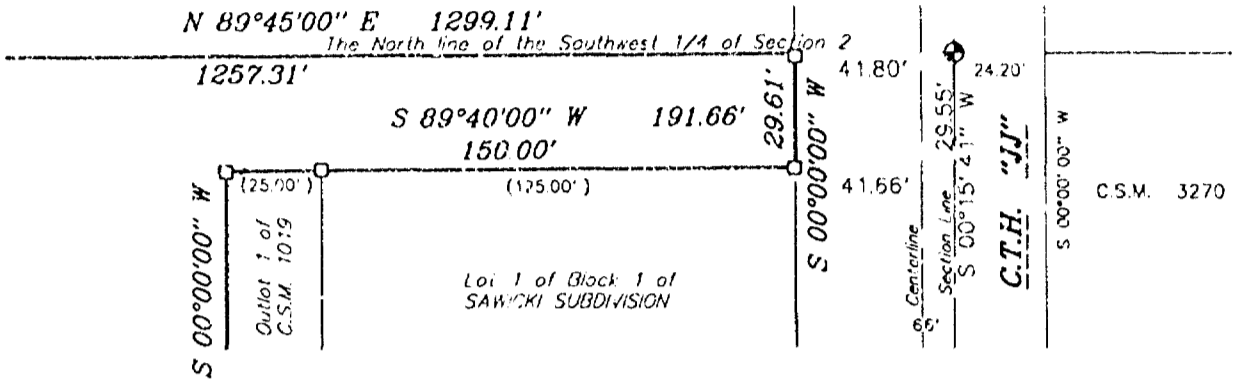 N 89°45'00" E 1299.11'
The North line of the Southwest 1/4 of Section 2
1257.31'
41.80'
24.20'
S 89°40'00" W 191.66'
29.61'
150.00'
(25.00')
(125.00')
41.66'
S 00°00'00" W
Outlot 1 of
C.S.M. 1019
Lot 1 of Block 1 of
SAWICKI SUBDIVISION
S 00°00'00" W
Centerline
66'
Section Line 29.55'
S 00°15'41" W
C.T.H. "JJ"
S 00°00'00" W
C.S.M. 3270